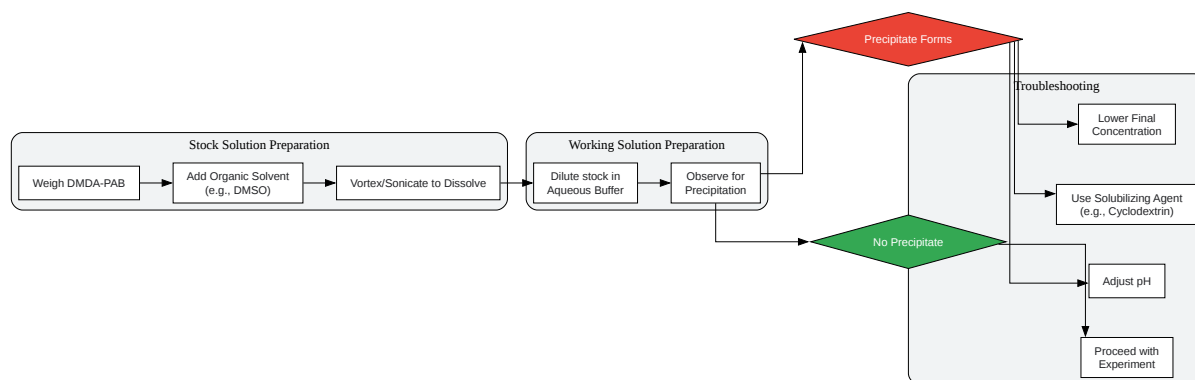 Stock Solution Preparation
Weigh DMDA-PAB
Add Organic Solvent
(e.g., DMSO)
Vortex/Sonicate to Dissolve
Working Solution Preparation
Dilute stock in
Aqueous Buffer
Observe for
Precipitation
Precipitate Forms
No Precipitate
Troubleshooting
Lower Final
Concentration
Use Solubilizing Agent
(e.g., Cyclodextrin)
Adjust pH
Proceed with
Experiment